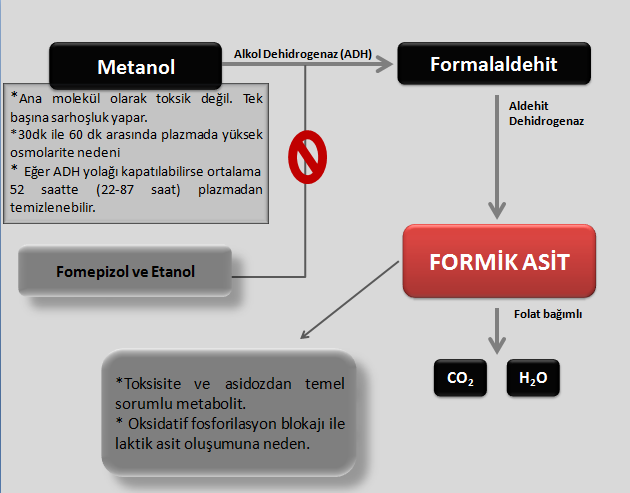 Metanol
Alkol Dehidrogenaz (ADH)
Formalaldehit
*Ana molekül olarak toksik değil. Tek
başına sarhoşluk yapar.
*30dk ile 60 dk arasında plazmada yüksek
osmolarite nedeni
* Eğer ADH yolağı kapatılabilirse ortalama
52 saatte (22-87 saat) plazmadan
temizlenebilir.
Aldehit
Dehidrogenaz
Fomepizol ve Etanol
FORMİK ASİT
Folat bağımlı
CO₂
H₂O
*Toksisite ve asidozdan temel
sorumlu metabolit.
* Oksidatif fosforilasyon blokajı ile
laktik asit oluşumuna neden.